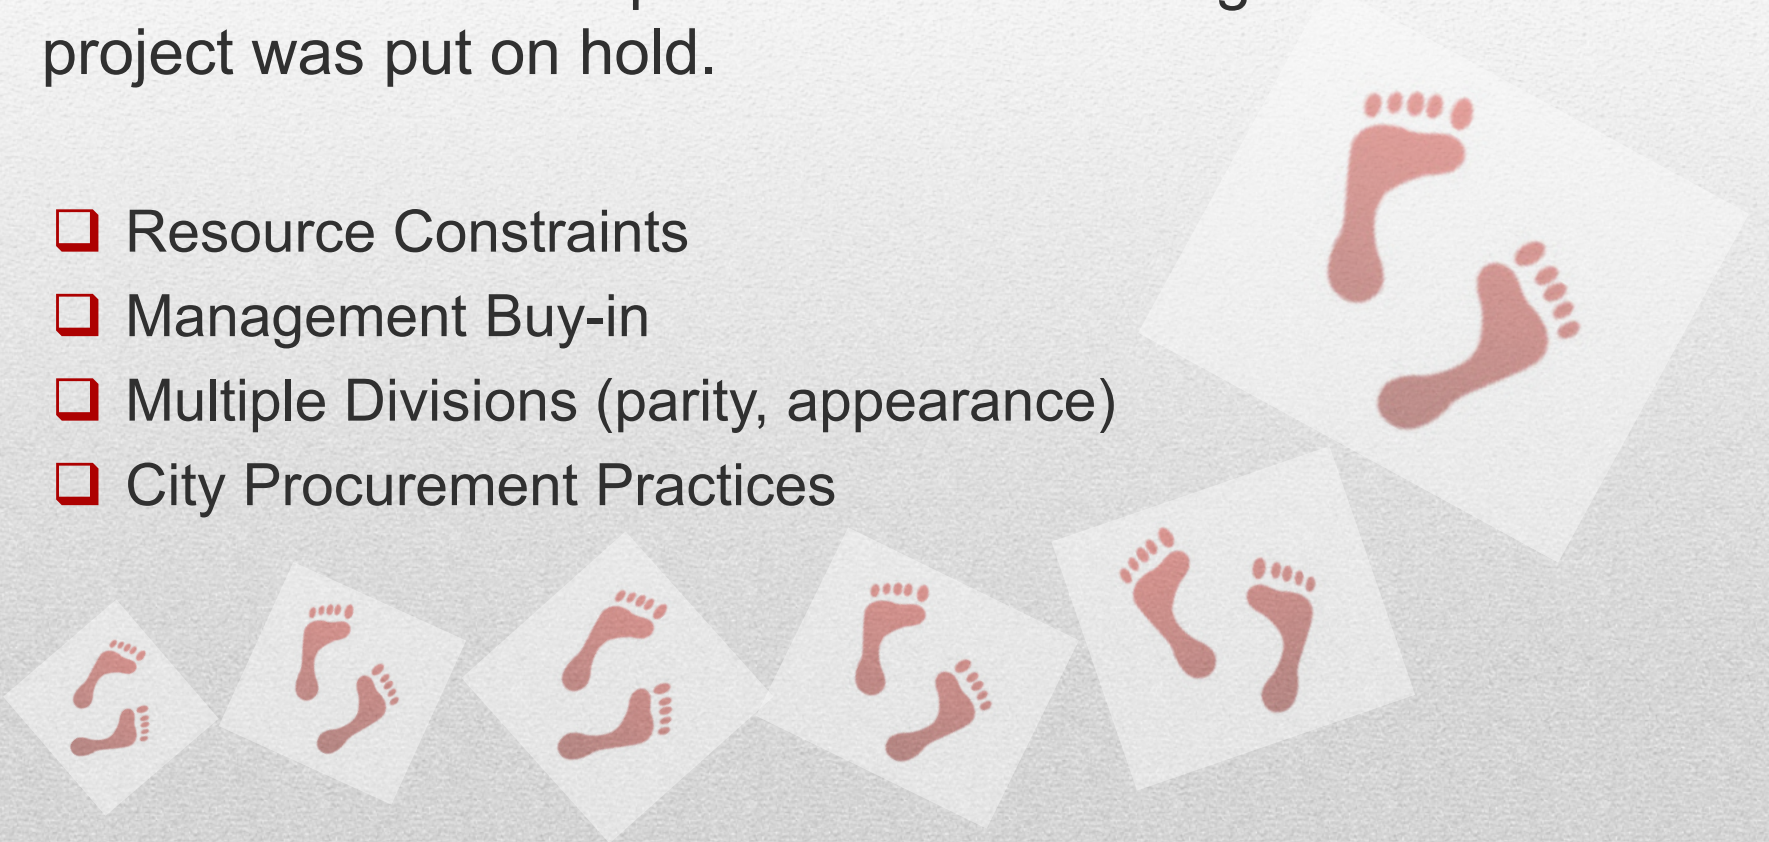 project was put on hold.
Resource Constraints
Management Buy-in
Multiple Divisions (parity, appearance)
City Procurement Practices